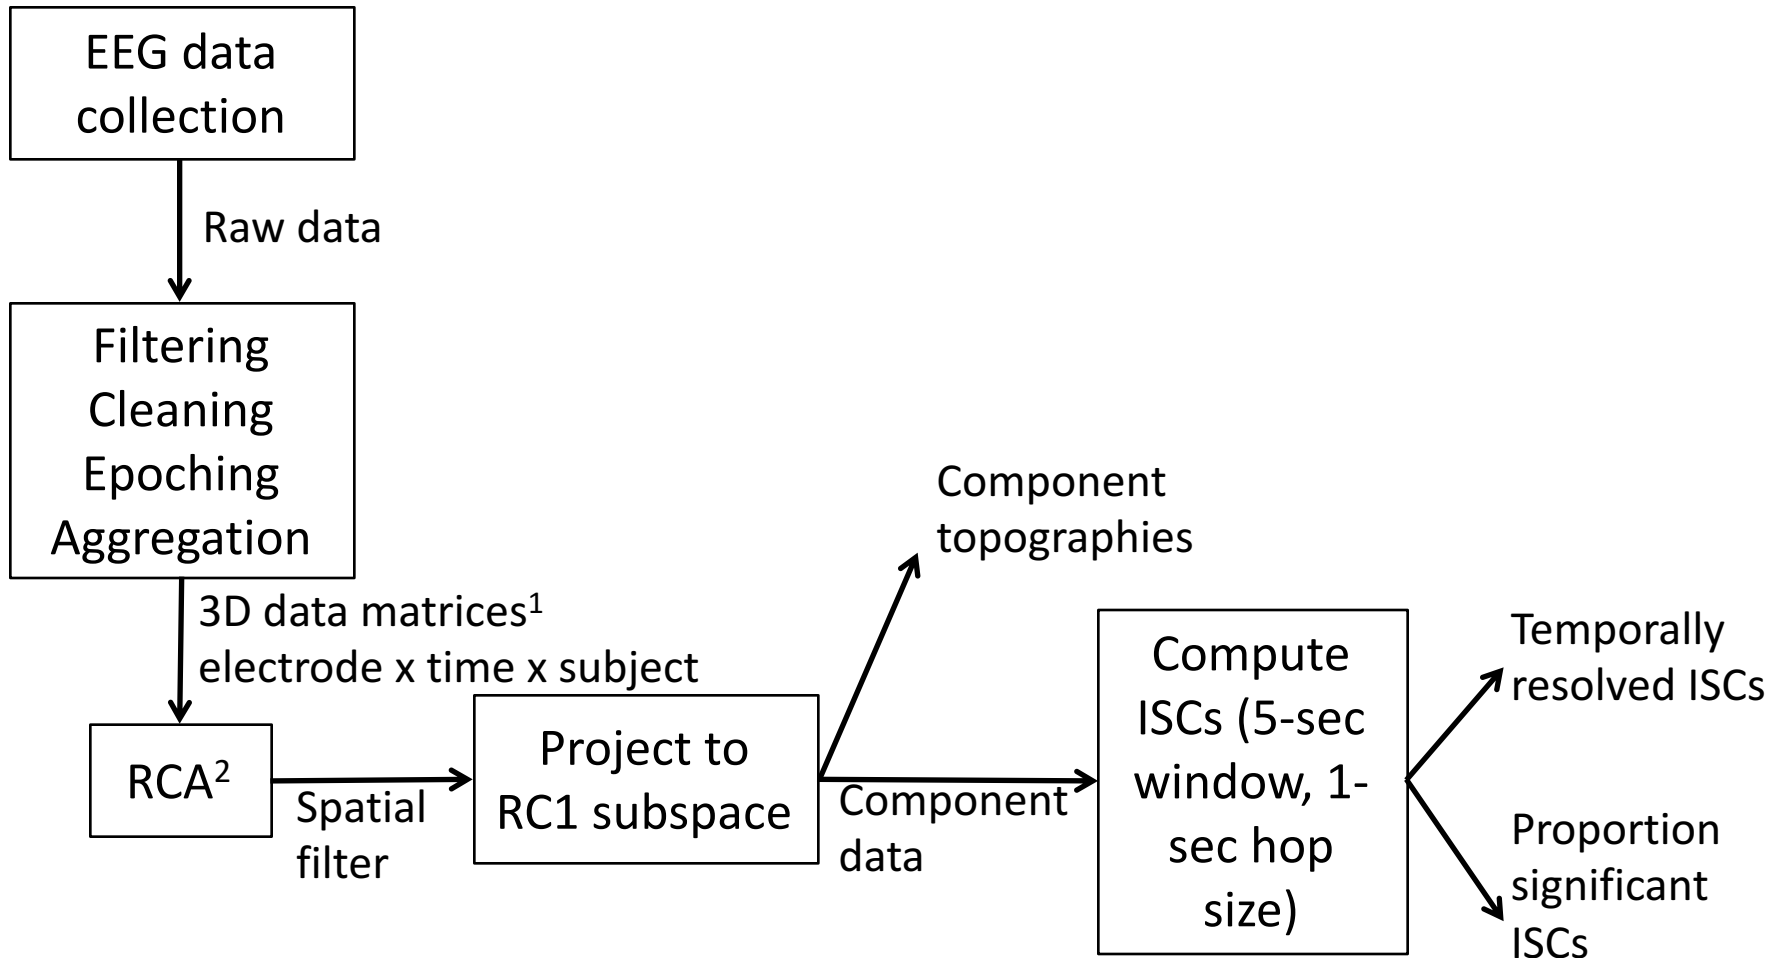 EEG data
collection
Raw data
Filtering
Cleaning
Epoching
Aggregation
3D data matrices¹
electrode x time x subject
RCA²
Spatial
filter
Project to
RC1 subspace
Component
topographies
Component
data
Compute
ISCs (5-sec
window, 1-
sec hop
size)
Temporally
resolved ISCs
Proportion
significant
ISCs